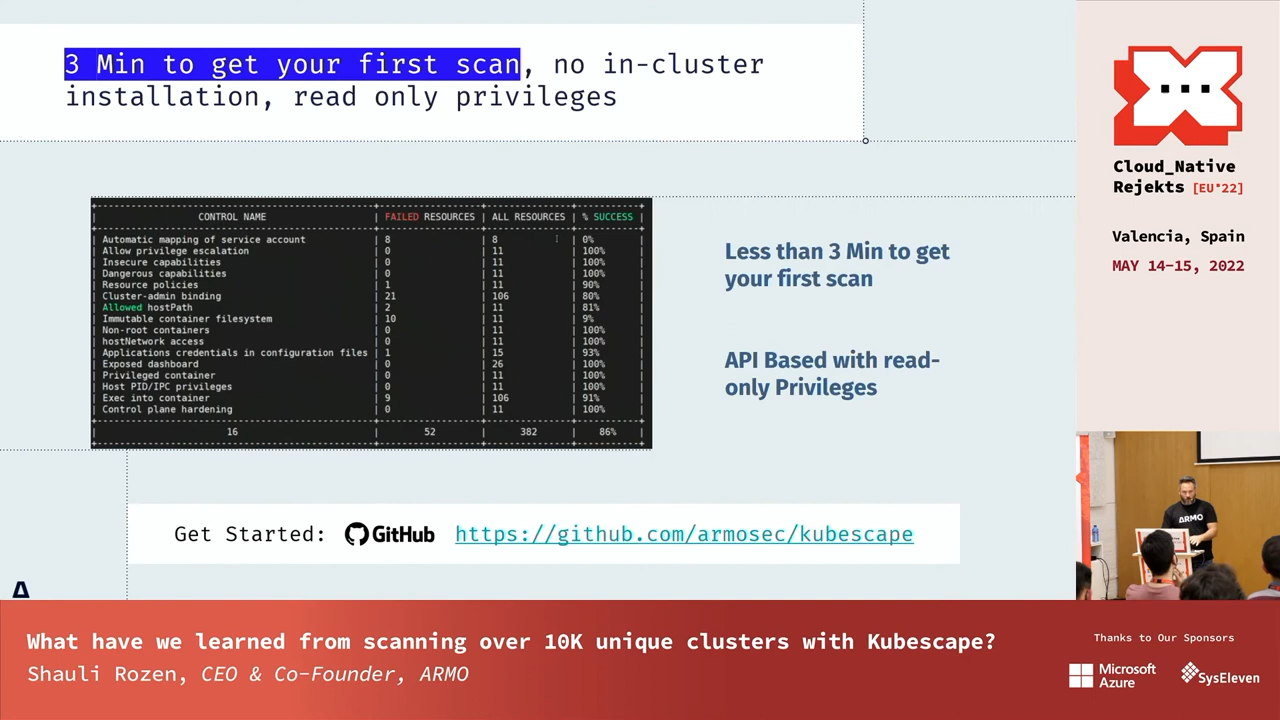 3 Min to get your first scan, no in-cluster
installation, read only privileges
CONTROL NAME | FAILED RESOURCES | ALL RESOURCES | % SUCCESS
Automatic mapping of service account | 8 | 8 | 0%
Allow privilege escalation | 0 | 11 | 100%
Insecure capabilities | 0 | 11 | 100%
Dangerous capabilities | 0 | 11 | 100%
Resource policies | 1 | 11 | 90%
Cluster-admin binding | 21 | 106 | 80%
Allowed hostPath | 2 | 11 | 81%
Immutable container filesystem | 10 | 11 | 9%
Non-root containers | 0 | 11 | 100%
hostNetwork access | 0 | 11 | 100%
Applications credentials in configuration files | 1 | 15 | 93%
Exposed dashboard | 0 | 26 | 100%
Privileged container | 0 | 11 | 100%
Host PID/IPC privileges | 0 | 11 | 100%
Exec into container | 9 | 106 | 91%
Control plane hardening | 0 | 11 | 100%
16 | 52 | 382 | 86%
Less than 3 Min to get
your first scan
API Based with read-
only Privileges
Get Started: GitHub https://github.com/armosec/kubescape
Cloud_Native
Rejekts [EU'22]
Valencia, Spain
MAY 14-15, 2022
ARMO
What have we learned from scanning over 10K unique clusters with Kubescape?
Shauli Rozen, CEO & Co-Founder, ARMO
Thanks to Our Sponsors
Microsoft
Azure
SysEleven